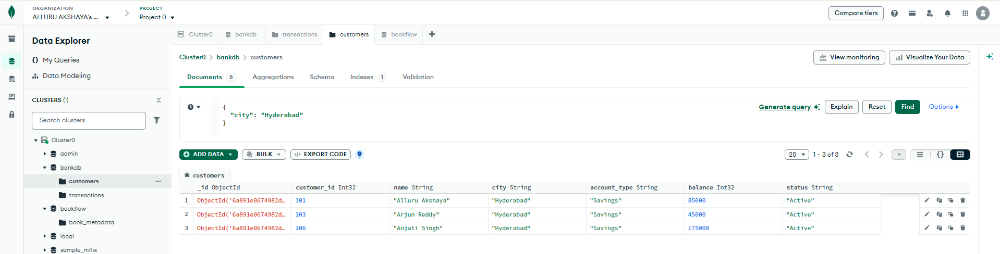 ORGANIZATION
ALLURU AKSHAYA's ...
PROJECT
Project 0
Compare tiers
Data Explorer
My Queries
Data Modeling
CLUSTERS (1)
Search clusters
Cluster0
admin
bankdb
customers
transactions
bookflow
book_metadata
local
sample_mflix
Cluster0 bankdb transactions customers bookflow
Cluster0 > bankdb > customers
View monitoring
Visualize Your Data
Documents 8 Aggregations Schema Indexes 1 Validation
{
"city": "Hyderabad"
}
Generate query Explain Reset Find Options
ADD DATA BULK EXPORT CODE
25 1 – 3 of 3 {}
customers
_id ObjectId customer_id Int32 name String city String account_type String balance Int32 status String
1 ObjectId('6a891e0674982d… 101 "Alluru Akshaya" "Hyderabad" "Savings" 85000 "Active"
2 ObjectId('6a891e0674982d… 103 "Arjun Reddy" "Hyderabad" "Savings" 45000 "Active"
3 ObjectId('6a891e0674982d… 106 "Anjali Singh" "Hyderabad" "Savings" 175000 "Active"